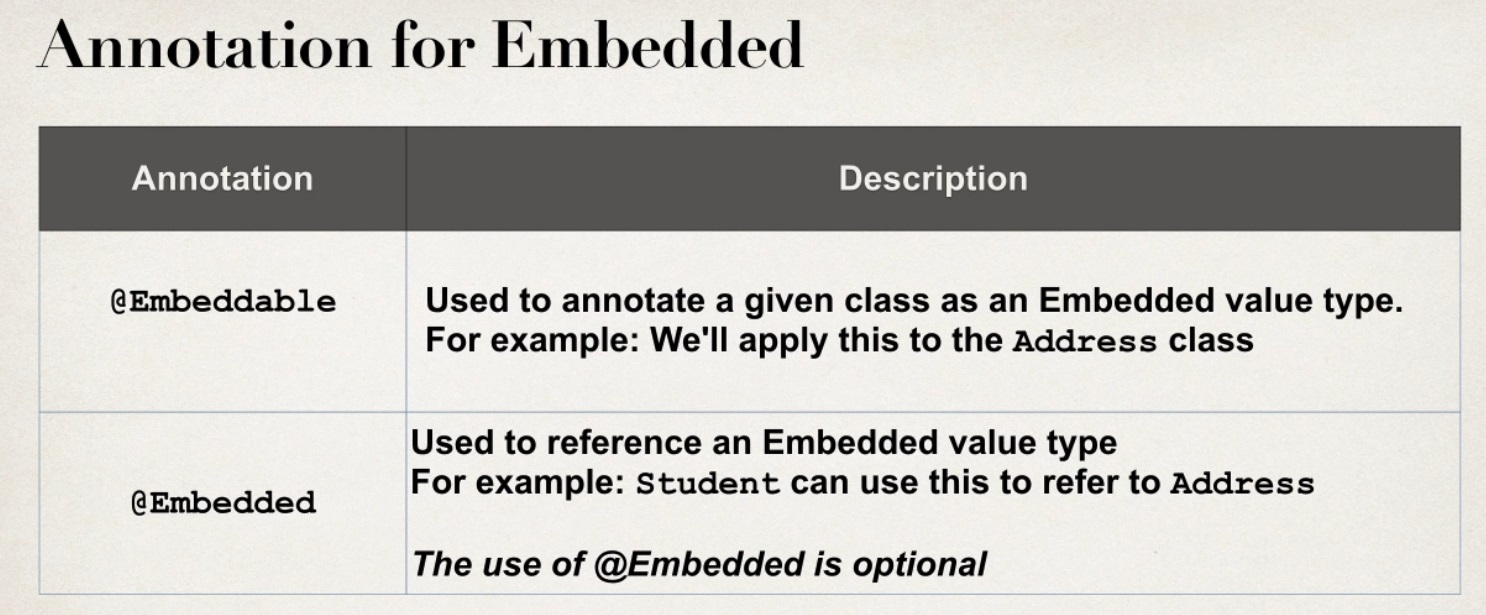 Annotation for Embedded
Annotation
Description
@Embeddable
Used to annotate a given class as an Embedded value type.
For example: We'll apply this to the Address class
@Embedded
Used to reference an Embedded value type
For example: Student can use this to refer to Address
The use of @Embedded is optional